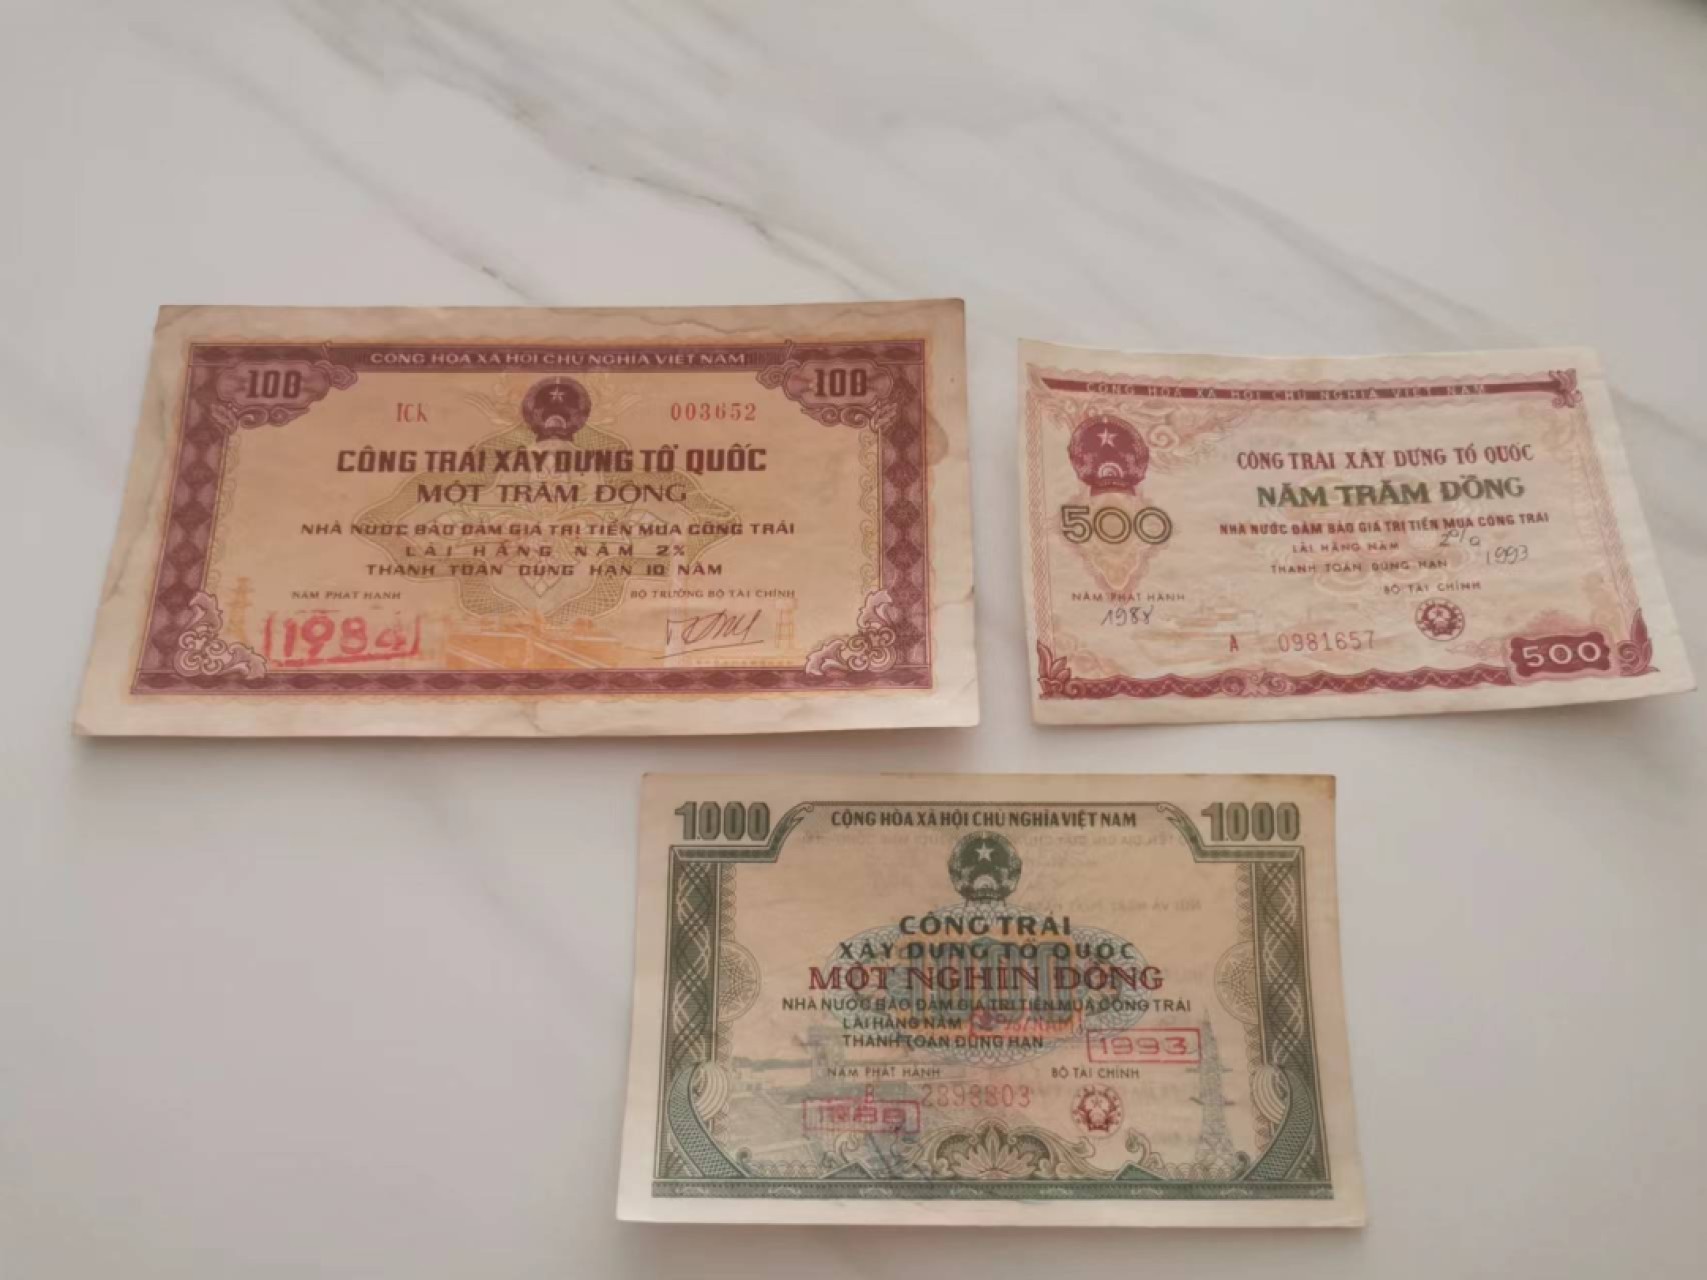 CỘNG HÒA XÃ HỘI CHỦ NGHĨA VIỆT NAM
100 100
TCK 003652
CÔNG TRÁI XÂY DỰNG TỔ QUỐC
MỘT TRĂM ĐỒNG
NHÀ NƯỚC BẢO ĐẢM GIÁ TRỊ TIỀN MUA CÔNG TRÁI
LÃI HẰNG NĂM 2%
THANH TOÁN ĐÚNG HẠN 10 NĂM
NĂM PHÁT HÀNH BỘ TRƯỞNG BỘ TÀI CHÍNH
1984
CỘNG HÒA XÃ HỘI CHỦ NGHĨA VIỆT NAM
CÔNG TRÁI XÂY DỰNG TỔ QUỐC
NĂM TRĂM ĐỒNG
500
NHÀ NƯỚC ĐẢM BẢO GIÁ TRỊ TIỀN MUA CÔNG TRÁI
LÃI HẰNG NĂM 2%
THANH TOÁN ĐÚNG HẠN 1993
NĂM PHÁT HÀNH BỘ TÀI CHÍNH
1988
A 0981657
500
1000 CỘNG HÒA XÃ HỘI CHỦ NGHĨA VIỆT NAM 1000
CÔNG TRÁI
XÂY DỰNG TỔ QUỐC
MỘT NGHÌN ĐỒNG
NHÀ NƯỚC BẢO ĐẢM GIÁ TRỊ TIỀN MUA CÔNG TRÁI
LÃI HẰNG NĂM
THANH TOÁN ĐÚNG HẠN 1993
NĂM PHÁT HÀNH BỘ TÀI CHÍNH
B 2898803
1988